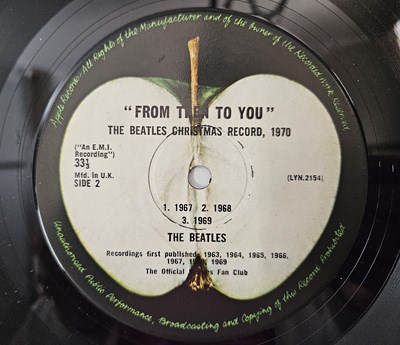 Apple Records · All Rights of the Manufacturer and of the Owner of the Recorded Work Reserved
"FROM THEN TO YOU"
THE BEATLES CHRISTMAS RECORD, 1970
("An E.M.I.
Recording")
33⅓
Mfd. In U.K.
SIDE 2
(LYN.2154)
1. 1967 2. 1968
3. 1969
THE BEATLES
Recordings first published 1963, 1964, 1965, 1966,
1967, 1968, 1969
The Official Beatles Fan Club
Unauthorised Public Performance, Broadcasting and Copying of this Record Prohibited